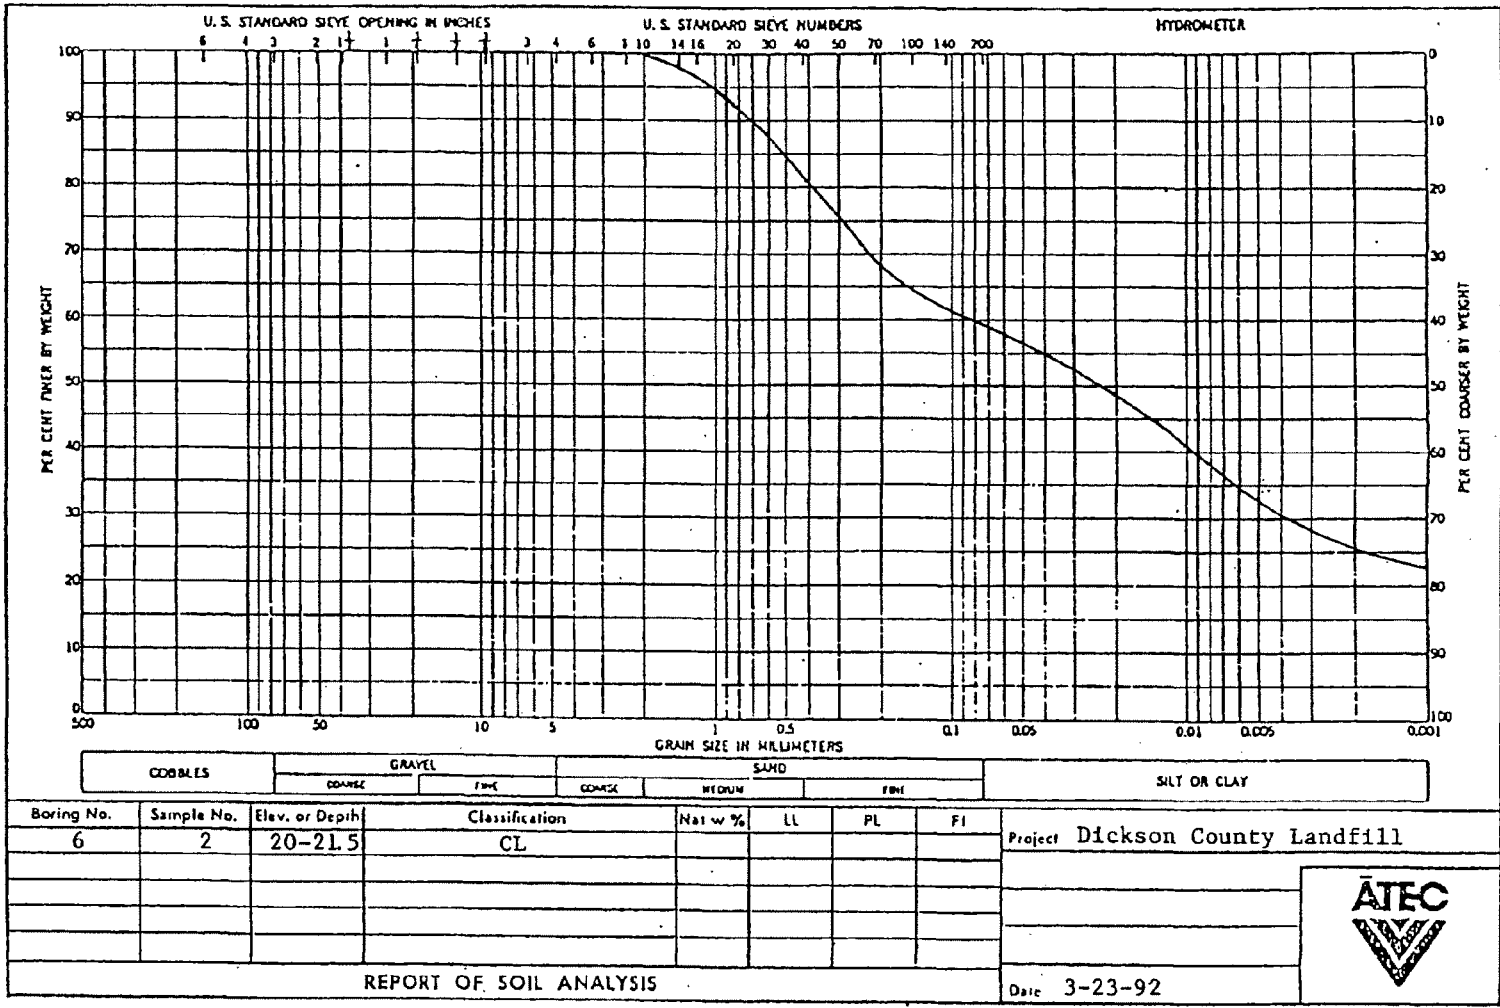 U. S. STANDARD SIEVE OPENING IN INCHES U. S. STANDARD SIEVE NUMBERS HYDROMETER
6 4 3 2 1 3 4 6 8 10 14 16 20 30 40 50 70 100 140 200
100 90 80 70 60 50 40 30 20 10 0
PER CENT FINER BY WEIGHT
0 10 20 30 40 50 60 70 80 90 100
PER CENT COARSER BY WEIGHT
500 100 50 10 5 1 0.5 0.1 0.05 0.01 0.005 0.001
GRAIN SIZE IN MILLIMETERS
COBBLES GRAVEL SAND SILT OR CLAY
COARSE FINE COARSE MEDIUM FINE
Boring No. Sample No. Elev. or Depth Classification Nat w % LL PL PI
6 2 20-21.5 CL
Project Dickson County Landfill
ATEC
REPORT OF SOIL ANALYSIS
Date 3-23-92